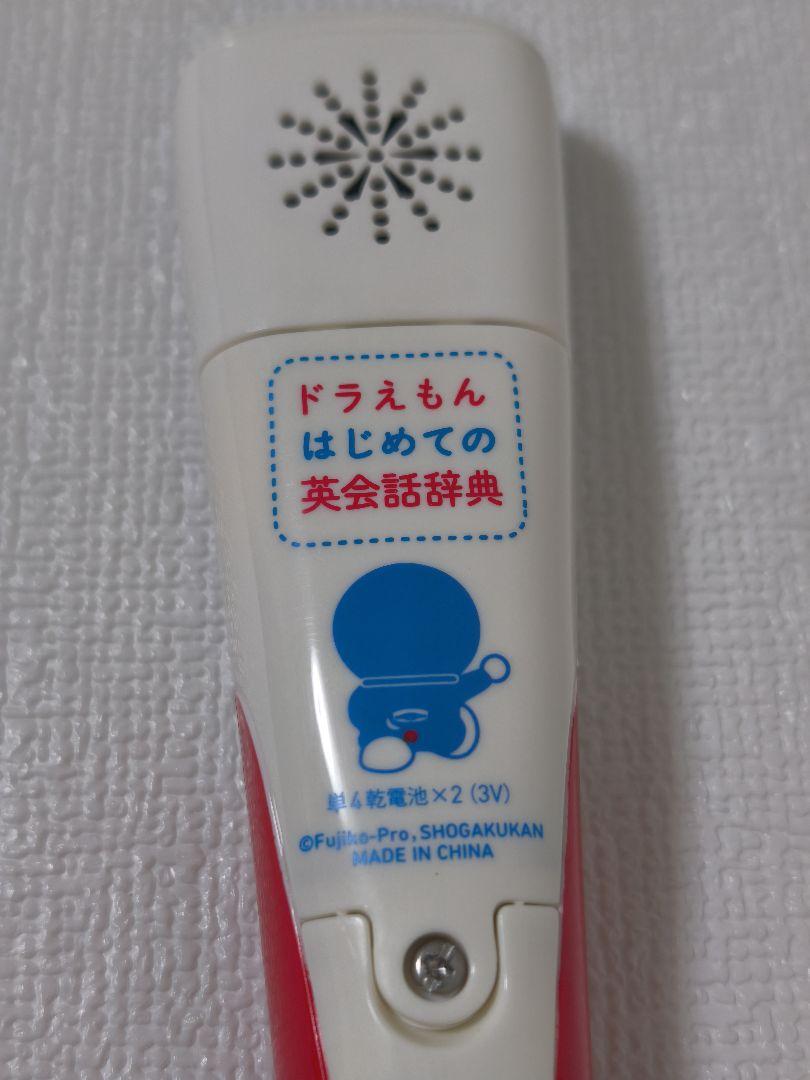 ドラえもん
はじめての
英会話辞典
単4乾電池×2(3V)
©Fujiko-Pro, SHOGAKUKAN
MADE IN CHINA